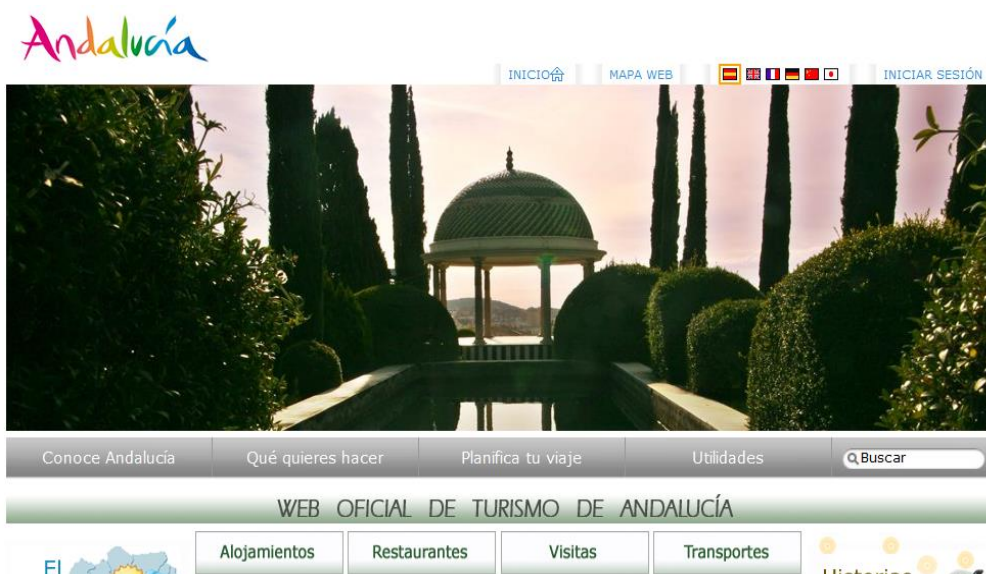 Andalucía
INICIO MAPA WEB INICIAR SESIÓN
Conoce Andalucía Qué quieres hacer Planifica tu viaje Utilidades Buscar
WEB OFICIAL DE TURISMO DE ANDALUCÍA
Alojamientos Restaurantes Visitas Transportes
El
Historias